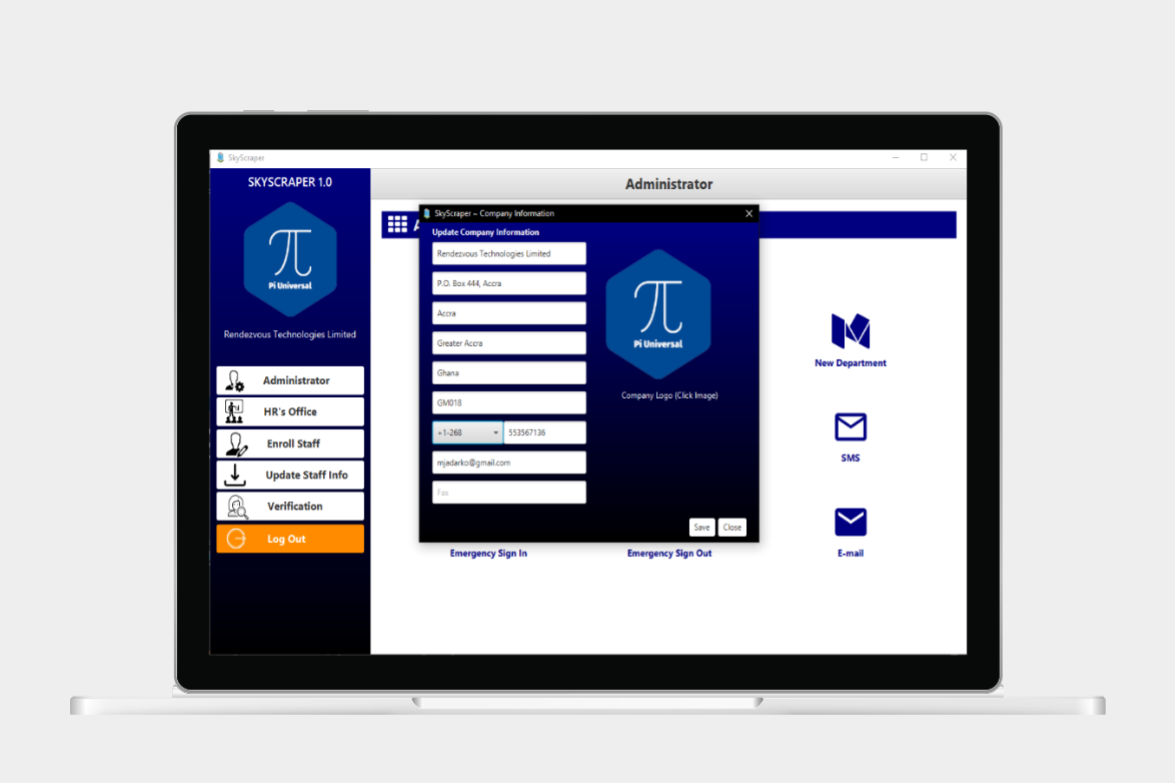 SkyScraper
SKYSCRAPER 1.0
π
Pi Universal
Rendezvous Technologies Limited
Administrator
HR's Office
Enroll Staff
Update Staff Info
Verification
Log Out
Administrator
A
SkyScraper – Company Information
Update Company Information
Rendezvous Technologies Limited
P.O. Box 444, Accra
Accra
Greater Accra
Ghana
GM018
+1-268 553567136
mjadarko@gmail.com
Fax
π
Pi Universal
Company Logo (Click Image)
Save Close
New Department
SMS
Emergency Sign In
Emergency Sign Out
E-mail